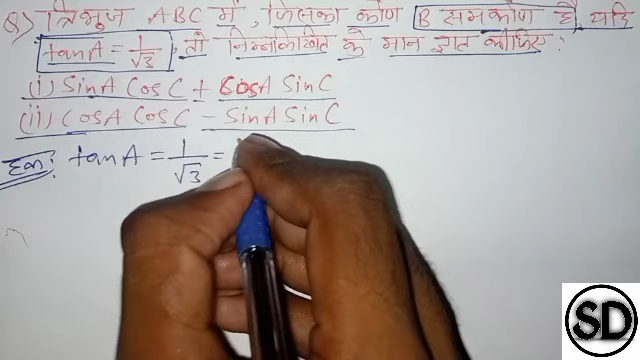 Q) त्रिभुज ABC में, जिसका कोण B समकोण है, यदि
tanA = 1/√3, तो निम्नलिखित के मान ज्ञात कीजिए:
(i) SinA CosC + CosA SinC
(ii) CosA CosC - SinA SinC
हल: tanA = 1/√3 =
SD